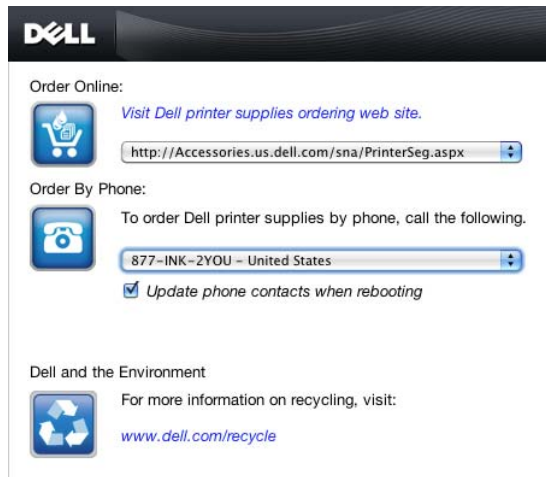 DELL
Order Online:
Visit Dell printer supplies ordering web site.
http://Accessories.us.dell.com/sna/PrinterSeg.aspx
Order By Phone:
To order Dell printer supplies by phone, call the following.
877-INK-2YOU - United States
Update phone contacts when rebooting
Dell and the Environment
For more information on recycling, visit:
www.dell.com/recycle